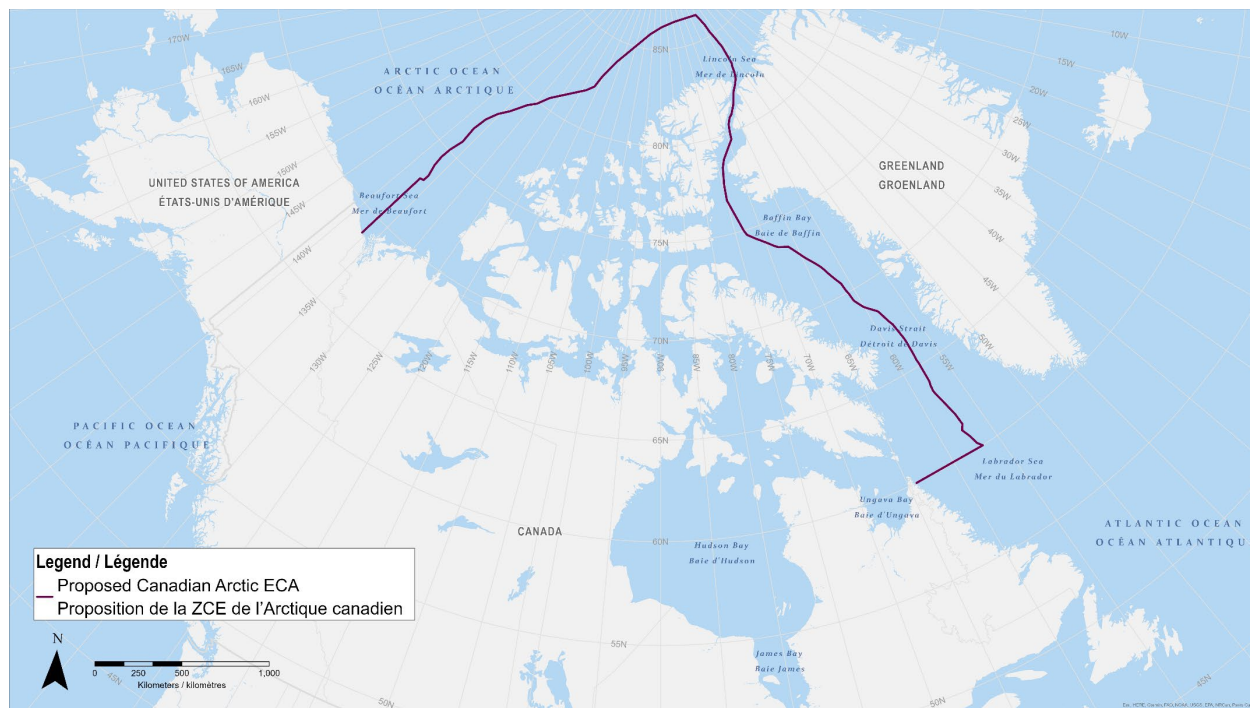 170W
165W
160W
155W
150W
145W
140W
135W
130W
125W
120W
115W
110W
105W
100W
95W
90W
85W
80W
75W
70W
65W
60W
55W
50W
45W
40W
35W
30W
25W
20W
15W
10W
85N
80N
75N
70N
65N
60N
55N
50N
50N
45N
45N
ARCTIC OCEAN
OCÉAN ARCTIQUE
Lincoln Sea
Mer de Lincoln
UNITED STATES OF AMERICA
ÉTATS-UNIS D'AMÉRIQUE
Beaufort Sea
Mer de Beaufort
GREENLAND
GROENLAND
Baffin Bay
Baie de Baffin
Davis Strait
Détroit de Davis
PACIFIC OCEAN
OCÉAN PACIFIQUE
Labrador Sea
Mer du Labrador
Ungava Bay
Baie d'Ungava
ATLANTIC OCEAN
OCÉAN ATLANTIQU
CANADA
Hudson Bay
Baie d'Hudson
James Bay
Baie James
Legend / Légende
Proposed Canadian Arctic ECA
Proposition de la ZCE de l'Arctique canadien
N
0 250 500 1,000
Kilometers / kilomètres